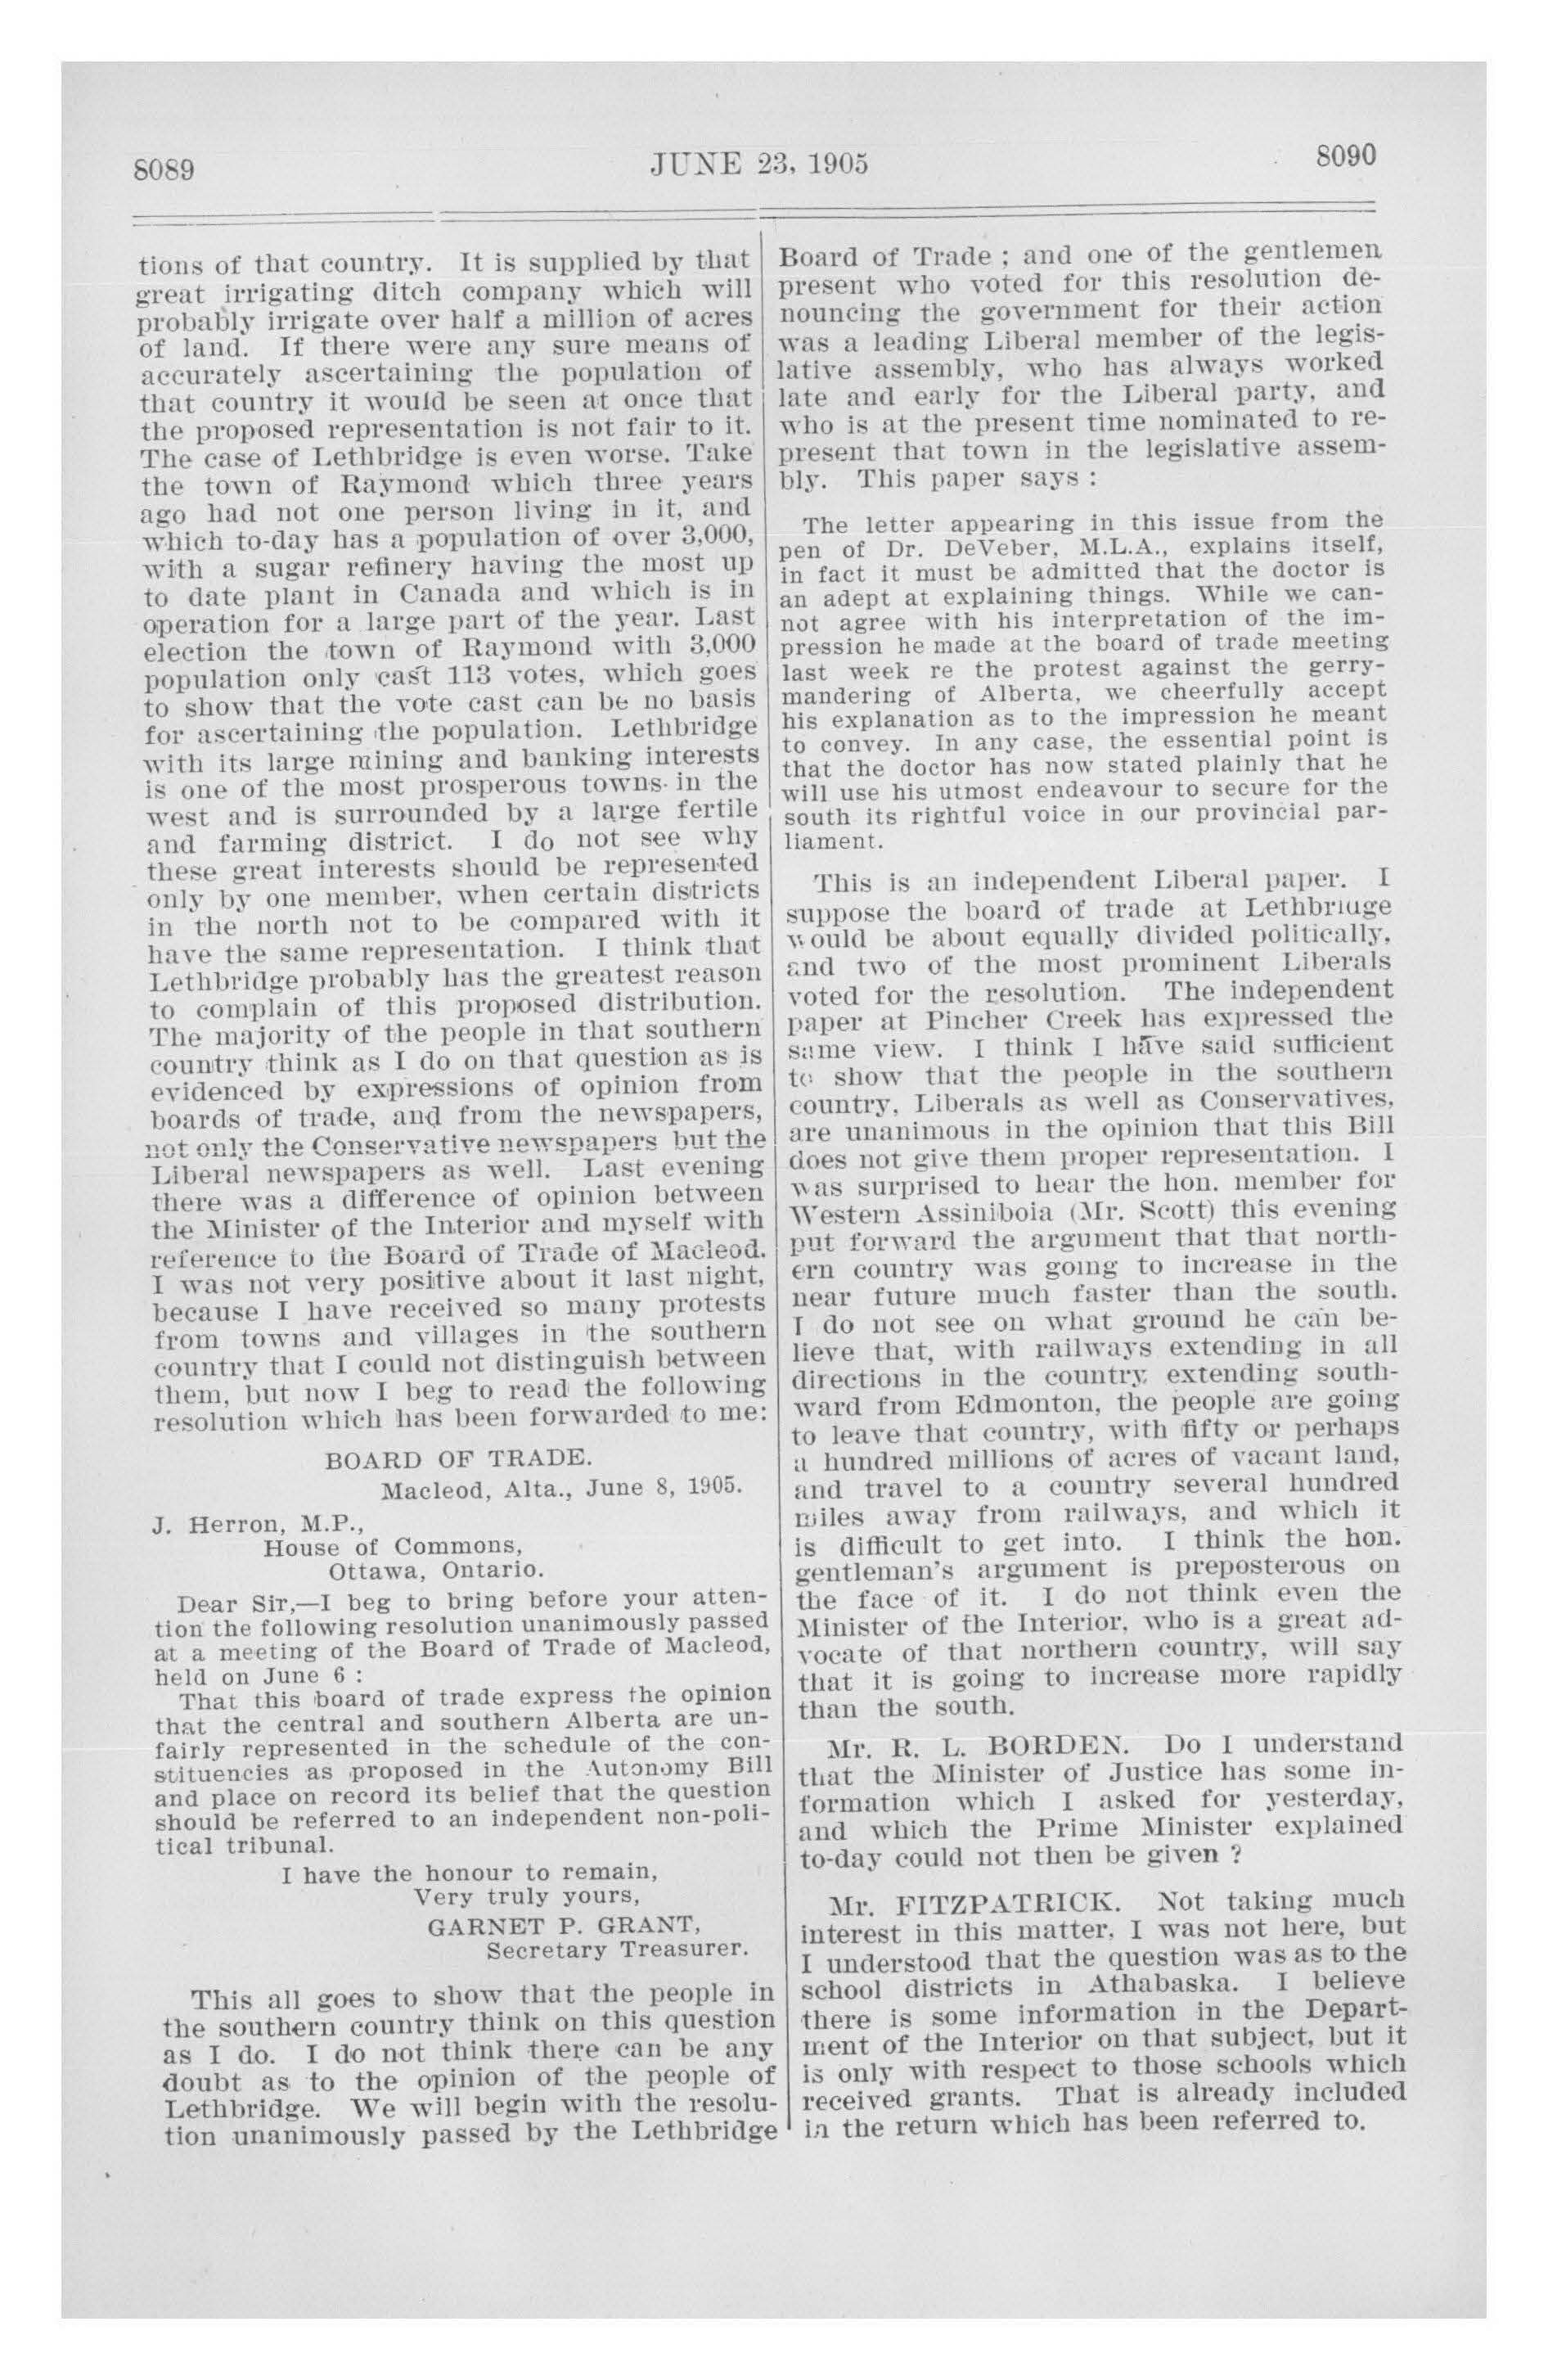 8089
JUNE 23, 1905
8090
tions of that country. It is supplied by that
great irrigating ditch company which will
probably irrigate over half a million of acres
of land. If there were any sure means of
accurately ascertaining the population of
that country it would be seen at once that
the proposed representation is not fair to it.
The case of Lethbridge is even worse. Take
the town of Raymond which three years
ago had not one person living in it, and
which to-day has a population of over 3,000,
with a sugar refinery having the most up
to date plant in Canada and which is in
operation for a large part of the year. Last
election the town of Raymond with 3,000
population only cast 113 votes, which goes
to show that the vote cast can be no basis
for ascertaining the population. Lethbridge
with its large mining and banking interests
is one of the most prosperous towns in the
west and is surrounded by a large fertile
and farming district. I do not see why
these great interests should be represented
only by one member, when certain districts
in the north not to be compared with it
have the same representation. I think that
Lethbridge probably has the greatest reason
to complain of this proposed distribution.
The majority of the people in that southern
country think as I do on that question as is
evidenced by expressions of opinion from
boards of trade, and from the newspapers,
not only the Conservative newspapers but the
Liberal newspapers as well. Last evening
there was a difference of opinion between
the Minister of the Interior and myself with
reference to the Board of Trade of Macleod.
I was not very positive about it last night,
because I have received so many protests
from towns and villages in the southern
country that I could not distinguish between
them, but now I beg to read the following
resolution which has been forwarded to me:
BOARD OF TRADE.
Macleod, Alta., June 8, 1905.
J. Herron, M.P.,
House of Commons,
Ottawa, Ontario.
Dear Sir,—I beg to bring before your atten-
tion the following resolution unanimously passed
at a meeting of the Board of Trade of Macleod,
held on June 6 :
That this board of trade express the opinion
that the central and southern Alberta are un-
fairly represented in the schedule of the con-
stituencies as proposed in the Autonomy Bill
and place on record its belief that the question
should be referred to an independent non-poli-
tical tribunal.
I have the honour to remain,
Very truly yours,
GARNET P. GRANT,
Secretary Treasurer.
This all goes to show that the people in
the southern country think on this question
as I do. I do not think there can be any
doubt as to the opinion of the people of
Lethbridge. We will begin with the resolu-
tion unanimously passed by the Lethbridge
Board of Trade ; and one of the gentlemen
present who voted for this resolution de-
nouncing the government for their action
was a leading Liberal member of the legis-
lative assembly, who has always worked
late and early for the Liberal party, and
who is at the present time nominated to re-
present that town in the legislative assem-
bly. This paper says :
The letter appearing in this issue from the
pen of Dr. DeVeber, M.L.A., explains itself,
in fact it must be admitted that the doctor is
an adept at explaining things. While we can-
not agree with his interpretation of the im-
pression he made at the board of trade meeting
last week re the protest against the gerry-
mandering of Alberta, we cheerfully accept
his explanation as to the impression he meant
to convey. In any case, the essential point is
that the doctor has now stated plainly that he
will use his utmost endeavour to secure for the
south its rightful voice in our provincial par-
liament.
This is an independent Liberal paper. I
suppose the board of trade at Lethbridge
would be about equally divided politically,
and two of the most prominent Liberals
voted for the resolution. The independent
paper at Pincher Creek has expressed the
same view. I think I have said sufficient
to show that the people in the southern
country, Liberals as well as Conservatives,
are unanimous in the opinion that this Bill
does not give them proper representation. I
was surprised to hear the hon. member for
Western Assiniboia (Mr. Scott) this evening
put forward the argument that that north-
ern country was going to increase in the
near future much faster than the south.
I do not see on what ground he can be-
lieve that, with railways extending in all
directions in the country, extending south-
ward from Edmonton, the people are going
to leave that country, with fifty or perhaps
a hundred millions of acres of vacant land,
and travel to a country several hundred
miles away from railways, and which it
is difficult to get into. I think the hon.
gentleman's argument is preposterous on
the face of it. I do not think even the
Minister of the Interior, who is a great ad-
vocate of that northern country, will say
that it is going to increase more rapidly
than the south.
Mr. R. L. BORDEN. Do I understand
that the Minister of Justice has some in-
formation which I asked for yesterday,
and which the Prime Minister explained
to-day could not then be given ?
Mr. FITZPATRICK. Not taking much
interest in this matter, I was not here, but
I understood that the question was as to the
school districts in Athabaska. I believe
there is some information in the Depart-
ment of the Interior on that subject, but it
is only with respect to those schools which
received grants. That is already included
in the return which has been referred to.